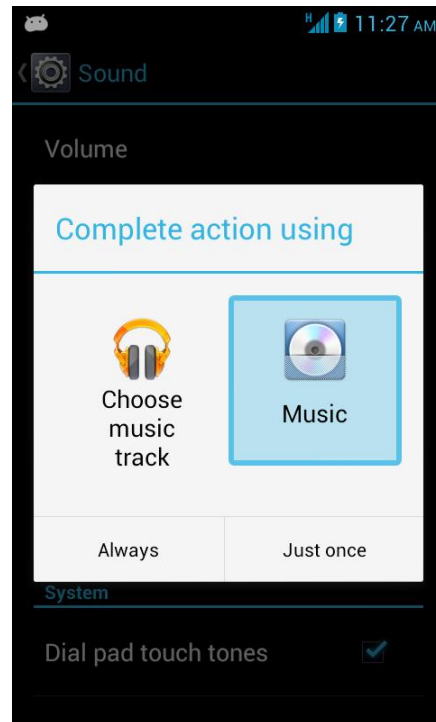 H 11:27 AM
Sound
Volume
Complete action using
Choose
music
track
Music
Always
Just once
System
Dial pad touch tones